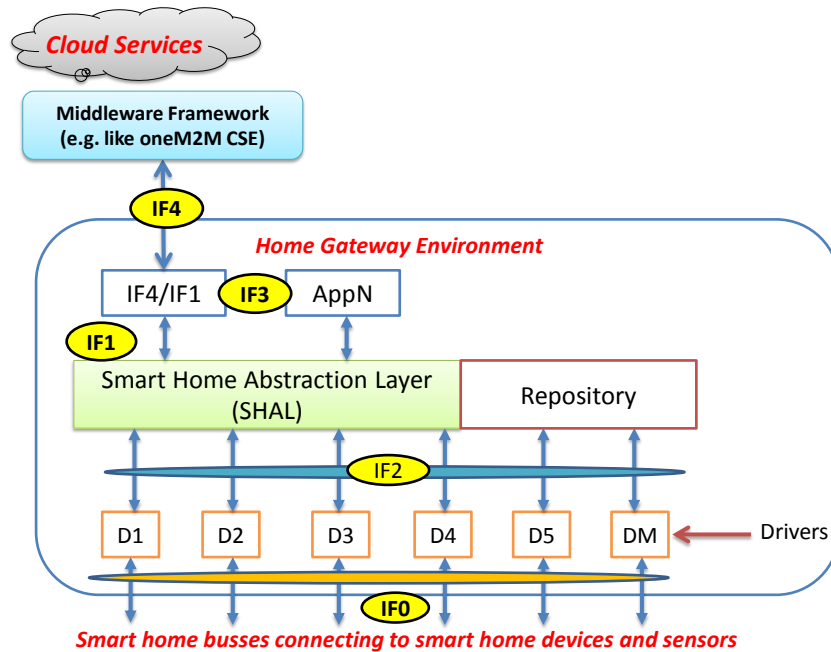 Cloud Services
Middleware Framework
(e.g. like oneM2M CSE)
IF4
Home Gateway Environment
IF4/IF1
IF3
AppN
IF1
Smart Home Abstraction Layer
(SHAL)
Repository
IF2
D1
D2
D3
D4
D5
DM
Drivers
IF0
Smart home busses connecting to smart home devices and sensors